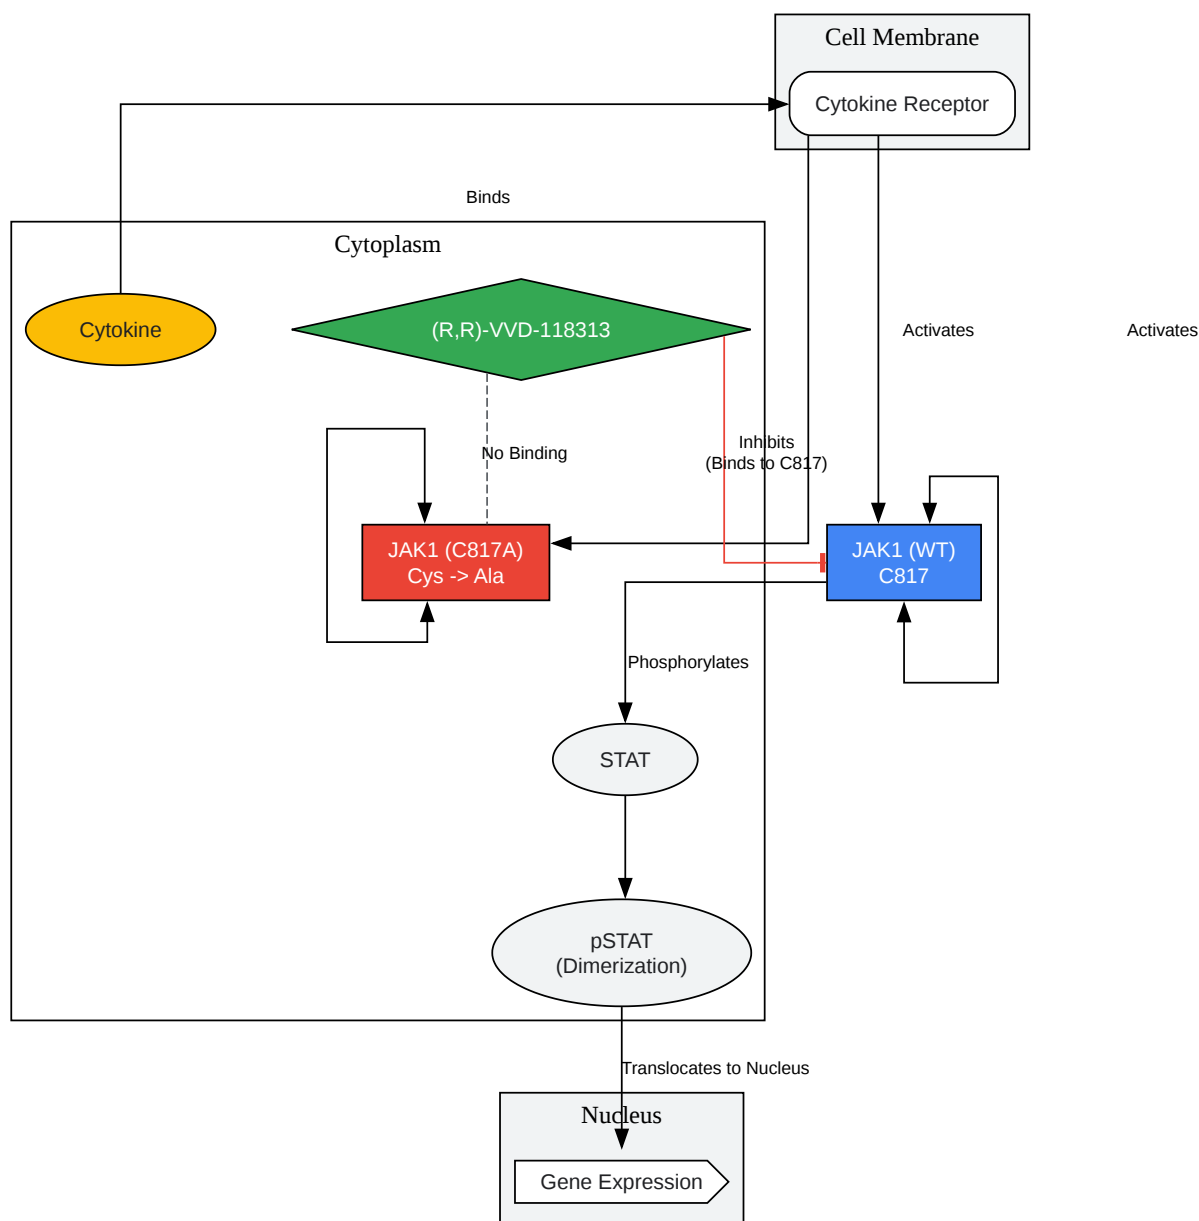 Cell Membrane
Cytokine Receptor
Binds
Cytoplasm
Cytokine
(R,R)-VVD-118313
Activates
Activates
No Binding
Inhibits
(Binds to C817)
JAK1 (C817A)
Cys -> Ala
JAK1 (WT)
C817
Phosphorylates
STAT
pSTAT
(Dimerization)
Translocates to Nucleus
Nucleus
Gene Expression